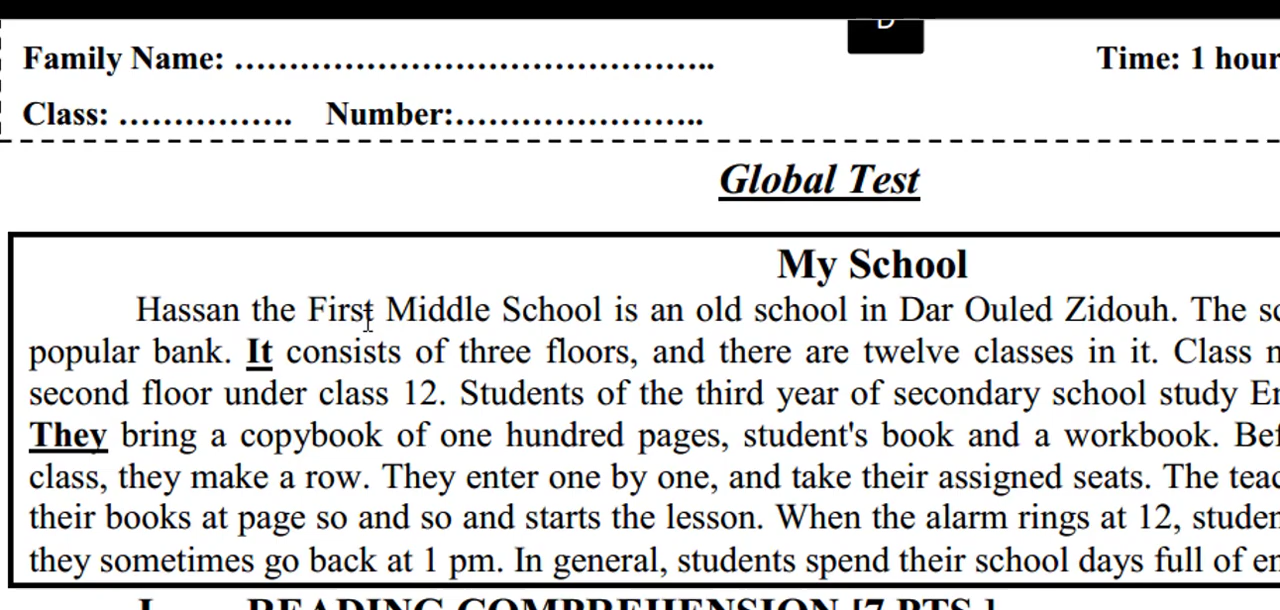 Family Name: ……………………………………….. Time: 1 hour
Class: ……………. Number:……………………..
Global Test
My School
Hassan the First Middle School is an old school in Dar Ouled Zidouh. The
popular bank. It consists of three floors, and there are twelve classes in it. Class
second floor under class 12. Students of the third year of secondary school study
They bring a copybook of one hundred pages, student's book and a workbook.
class, they make a row. They enter one by one, and take their assigned seats. The
their books at page so and so and starts the lesson. When the alarm rings at 12,
they sometimes go back at 1 pm. In general, students spend their school days full of
I. READING COMPREHENSION [7 PTS.]